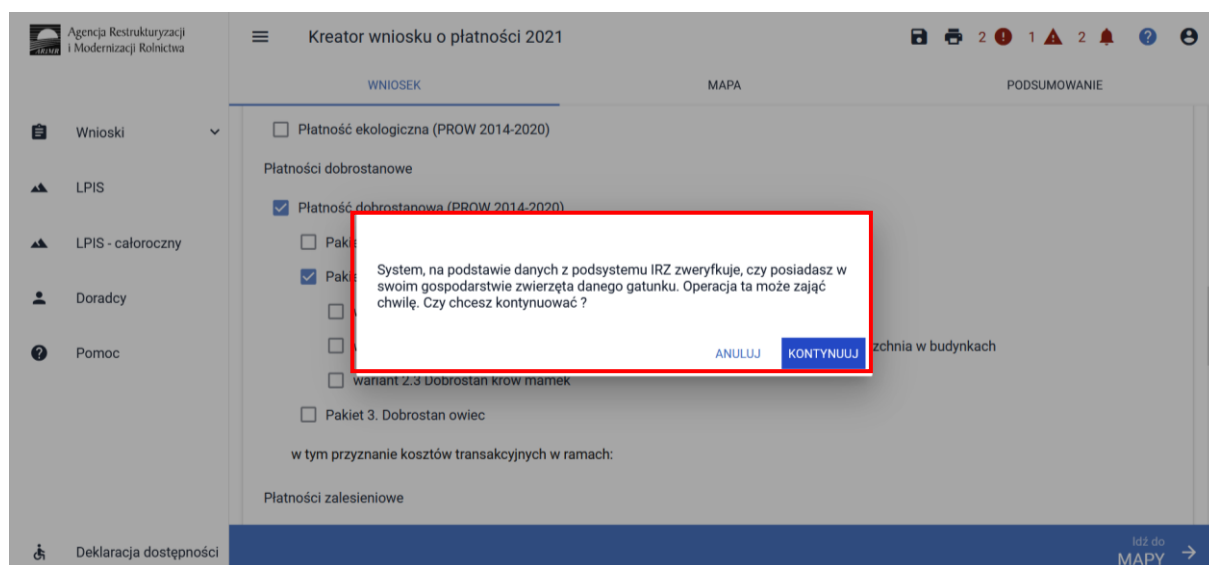 Agencja Restrukturyzacji
i Modernizacji Rolnictwa
ARiMR
Kreator wniosku o płatności 2021
2 1 2
WNIOSEK MAPA PODSUMOWANIE
Wnioski
LPIS
LPIS - całoroczny
Doradcy
Pomoc
Deklaracja dostępności
Płatność ekologiczna (PROW 2014-2020)
Płatności dobrostanowe
Płatność dobrostanowa (PROW 2014-2020)
System, na podstawie danych z podsystemu IRZ zweryfkuje, czy posiadasz w
swoim gospodarstwie zwierzęta danego gatunku. Operacja ta może zająć
chwilę. Czy chcesz kontynuować ?
ANULUJ KONTYNUUJ
w budynkach
wariant 2.3 Dobrostan krów mamek
Pakiet 3. Dobrostan owiec
w tym przyznanie kosztów transakcyjnych w ramach:
Płatności zalesieniowe
Idź do
MAPY